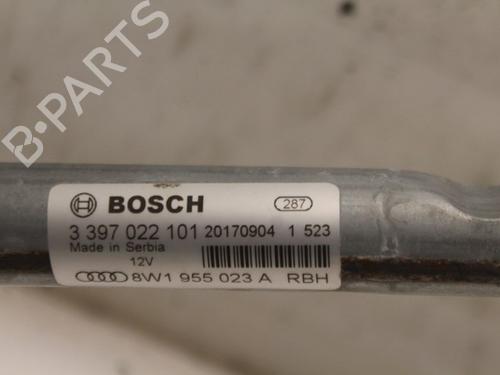 B-PARTS
BOSCH
287
3 397 022 101 20170904 1 523
Made in Serbia
12V
8W1 955 023 A RBH